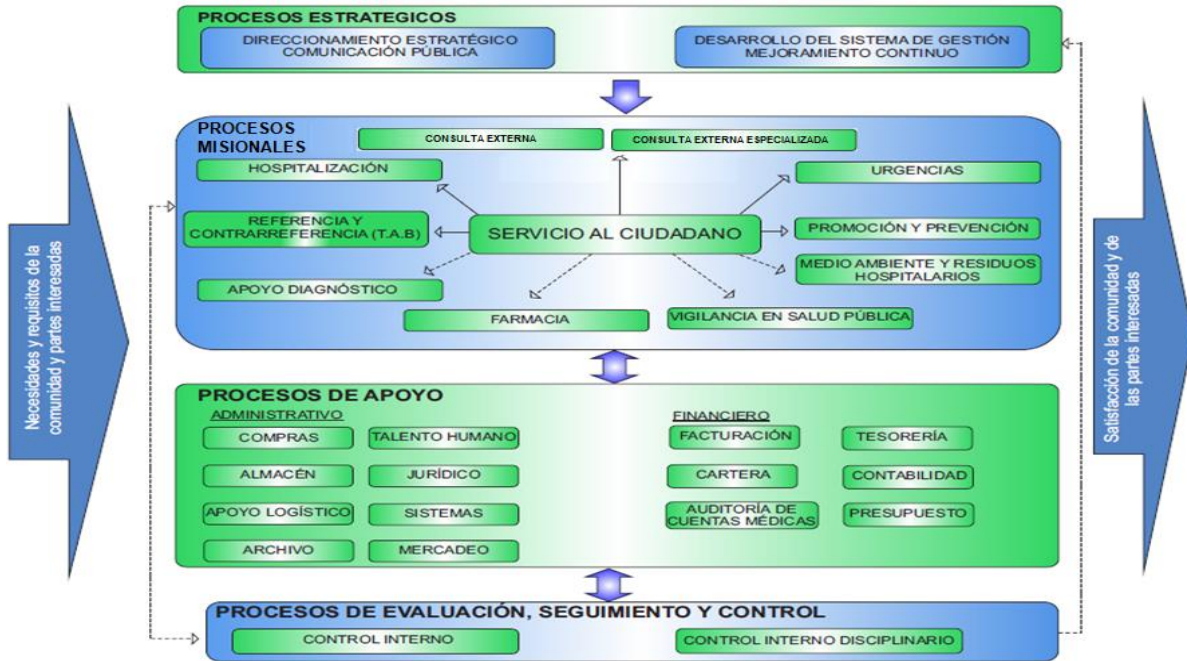 PROCESOS ESTRATEGICOS
DIRECCIONAMIENTO ESTRATÉGICO
COMUNICACIÓN PÚBLICA
DESARROLLO DEL SISTEMA DE GESTIÓN
MEJORAMIENTO CONTINUO
Necesidades y requisitos de la
comunidad y partes interesadas
PROCESOS
MISIONALES
CONSULTA EXTERNA
CONSULTA EXTERNA ESPECIALIZADA
HOSPITALIZACIÓN
URGENCIAS
REFERENCIA Y
CONTRARREFERENCIA (T.A.B)
SERVICIO AL CIUDADANO
PROMOCIÓN Y PREVENCIÓN
APOYO DIAGNÓSTICO
MEDIO AMBIENTE Y RESIDUOS
HOSPITALARIOS
FARMACIA
VIGILANCIA EN SALUD PÚBLICA
PROCESOS DE APOYO
ADMINISTRATIVO
COMPRAS
TALENTO HUMANO
ALMACÉN
JURÍDICO
APOYO LOGÍSTICO
SISTEMAS
ARCHIVO
MERCADEO
FINANCIERO
FACTURACIÓN
TESORERÍA
CARTERA
CONTABILIDAD
AUDITORÍA DE
CUENTAS MÉDICAS
PRESUPUESTO
PROCESOS DE EVALUACIÓN, SEGUIMIENTO Y CONTROL
CONTROL INTERNO
CONTROL INTERNO DISCIPLINARIO
Satisfacción de la comunidad y de
las partes interesadas